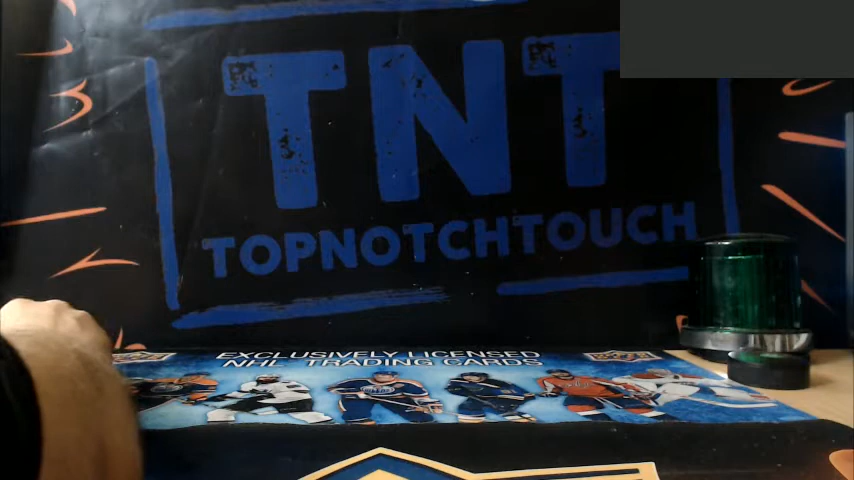 TNT
TOPNOTCHTOUCH
EXCLUSIVELY LICENSED
NHL TRADING CARDS